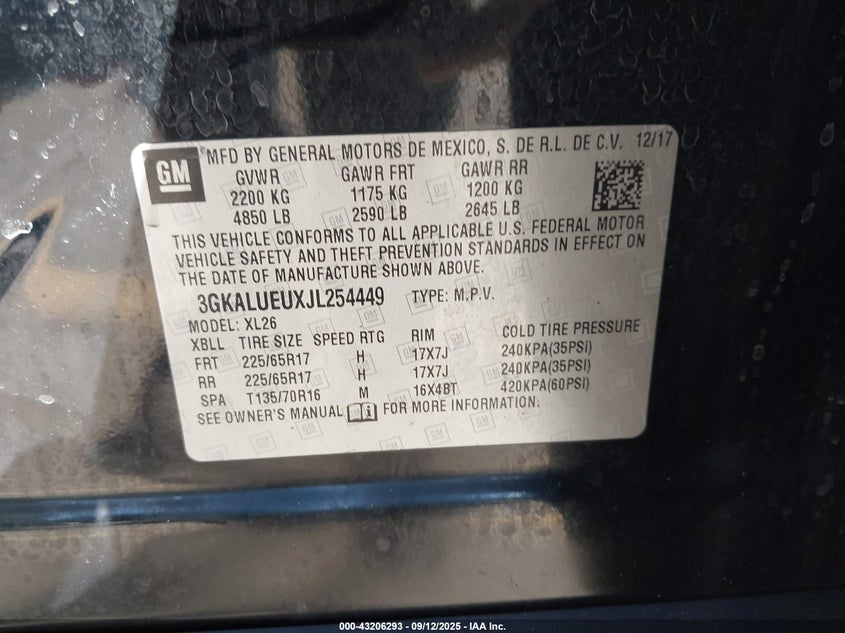 GM
® MFD BY GENERAL MOTORS DE MEXICO, S. DE R.L. DE C.V. 12/17
GVWR GAWR FRT GAWR RR
2200 KG 1175 KG 1200 KG
4850 LB 2590 LB 2645 LB
THIS VEHICLE CONFORMS TO ALL APPLICABLE U.S. FEDERAL MOTOR
VEHICLE SAFETY AND THEFT PREVENTION STANDARDS IN EFFECT ON
THE DATE OF MANUFACTURE SHOWN ABOVE.
3GKALUEUXJL254449 TYPE: M.P.V.
MODEL: XL26
XBLL TIRE SIZE SPEED RTG RIM COLD TIRE PRESSURE
FRT 225/65R17 H 17X7J 240KPA(35PSI)
RR 225/65R17 H 17X7J 240KPA(35PSI)
SPA T135/70R16 M 16X4BT 420KPA(60PSI)
SEE OWNER'S MANUAL i FOR MORE INFORMATION.
000-43206293 - 09/12/2025 - IAA Inc.